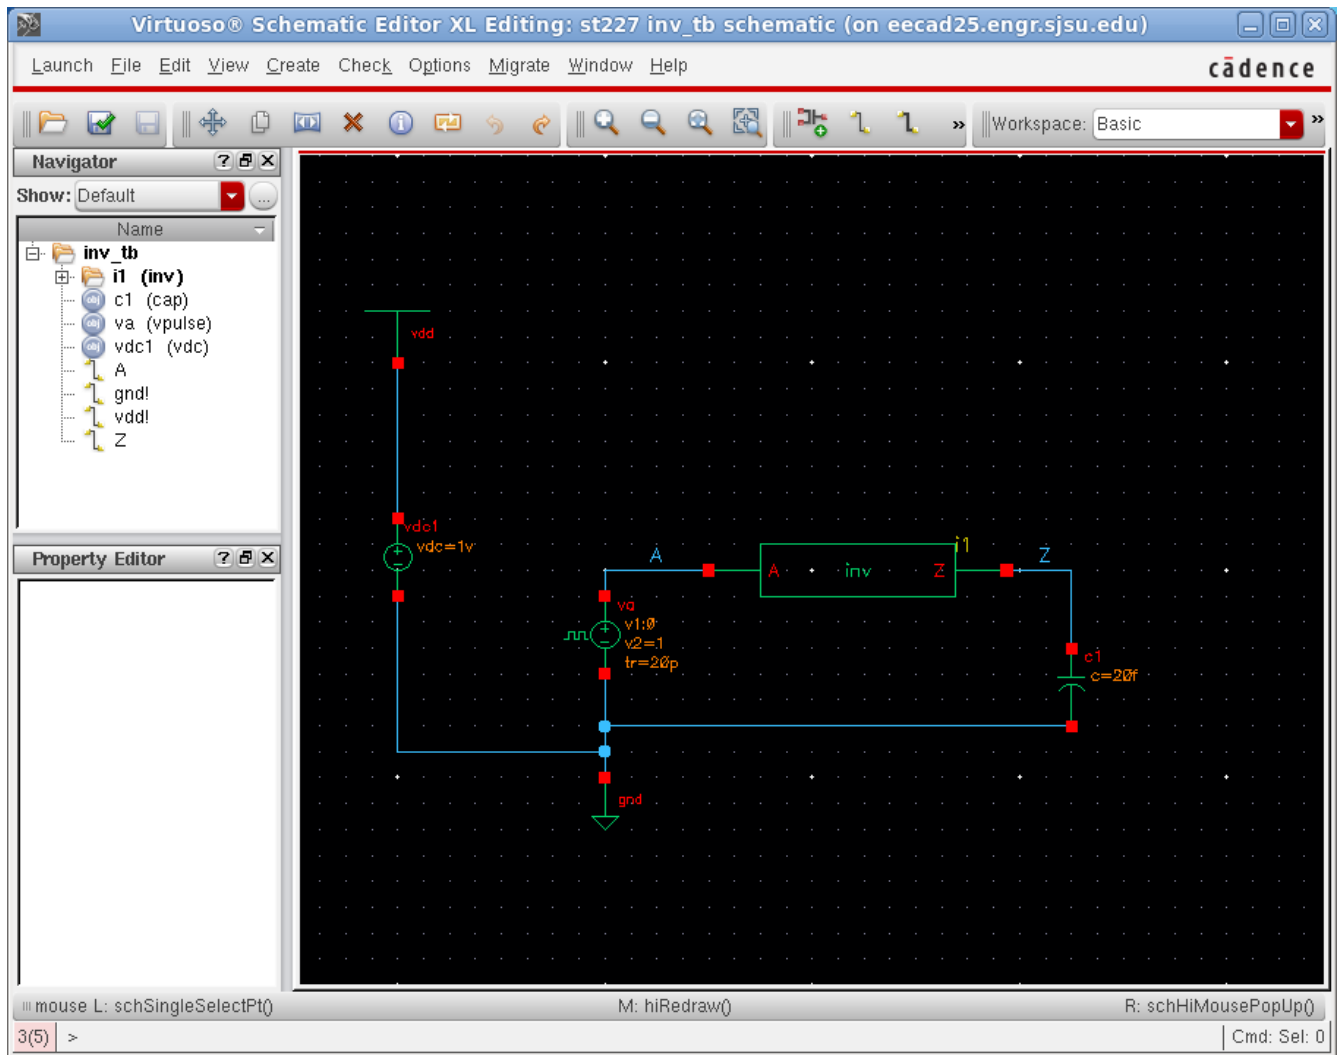 Virtuoso® Schematic Editor XL Editing: st227 inv_tb schematic (on eecad25.engr.sjsu.edu)
Launch File Edit View Create Check Options Migrate Window Help
cādence
Workspace: Basic
»
»
Navigator
Show: Default
...
Name
inv_tb
i1 (inv)
c1 (cap)
va (vpulse)
vdc1 (vdc)
A
gnd!
vdd!
Z
Property Editor
vdd
vdc1
vdc=1v
A
A
inv
Z
i1
Z
va
v1:0
v2=1
tr=20p
c1
c=20f
gnd
mouse L: schSingleSelectPt()
M: hiRedraw()
R: schHiMousePopUp()
3(5) >
Cmd: Sel: 0